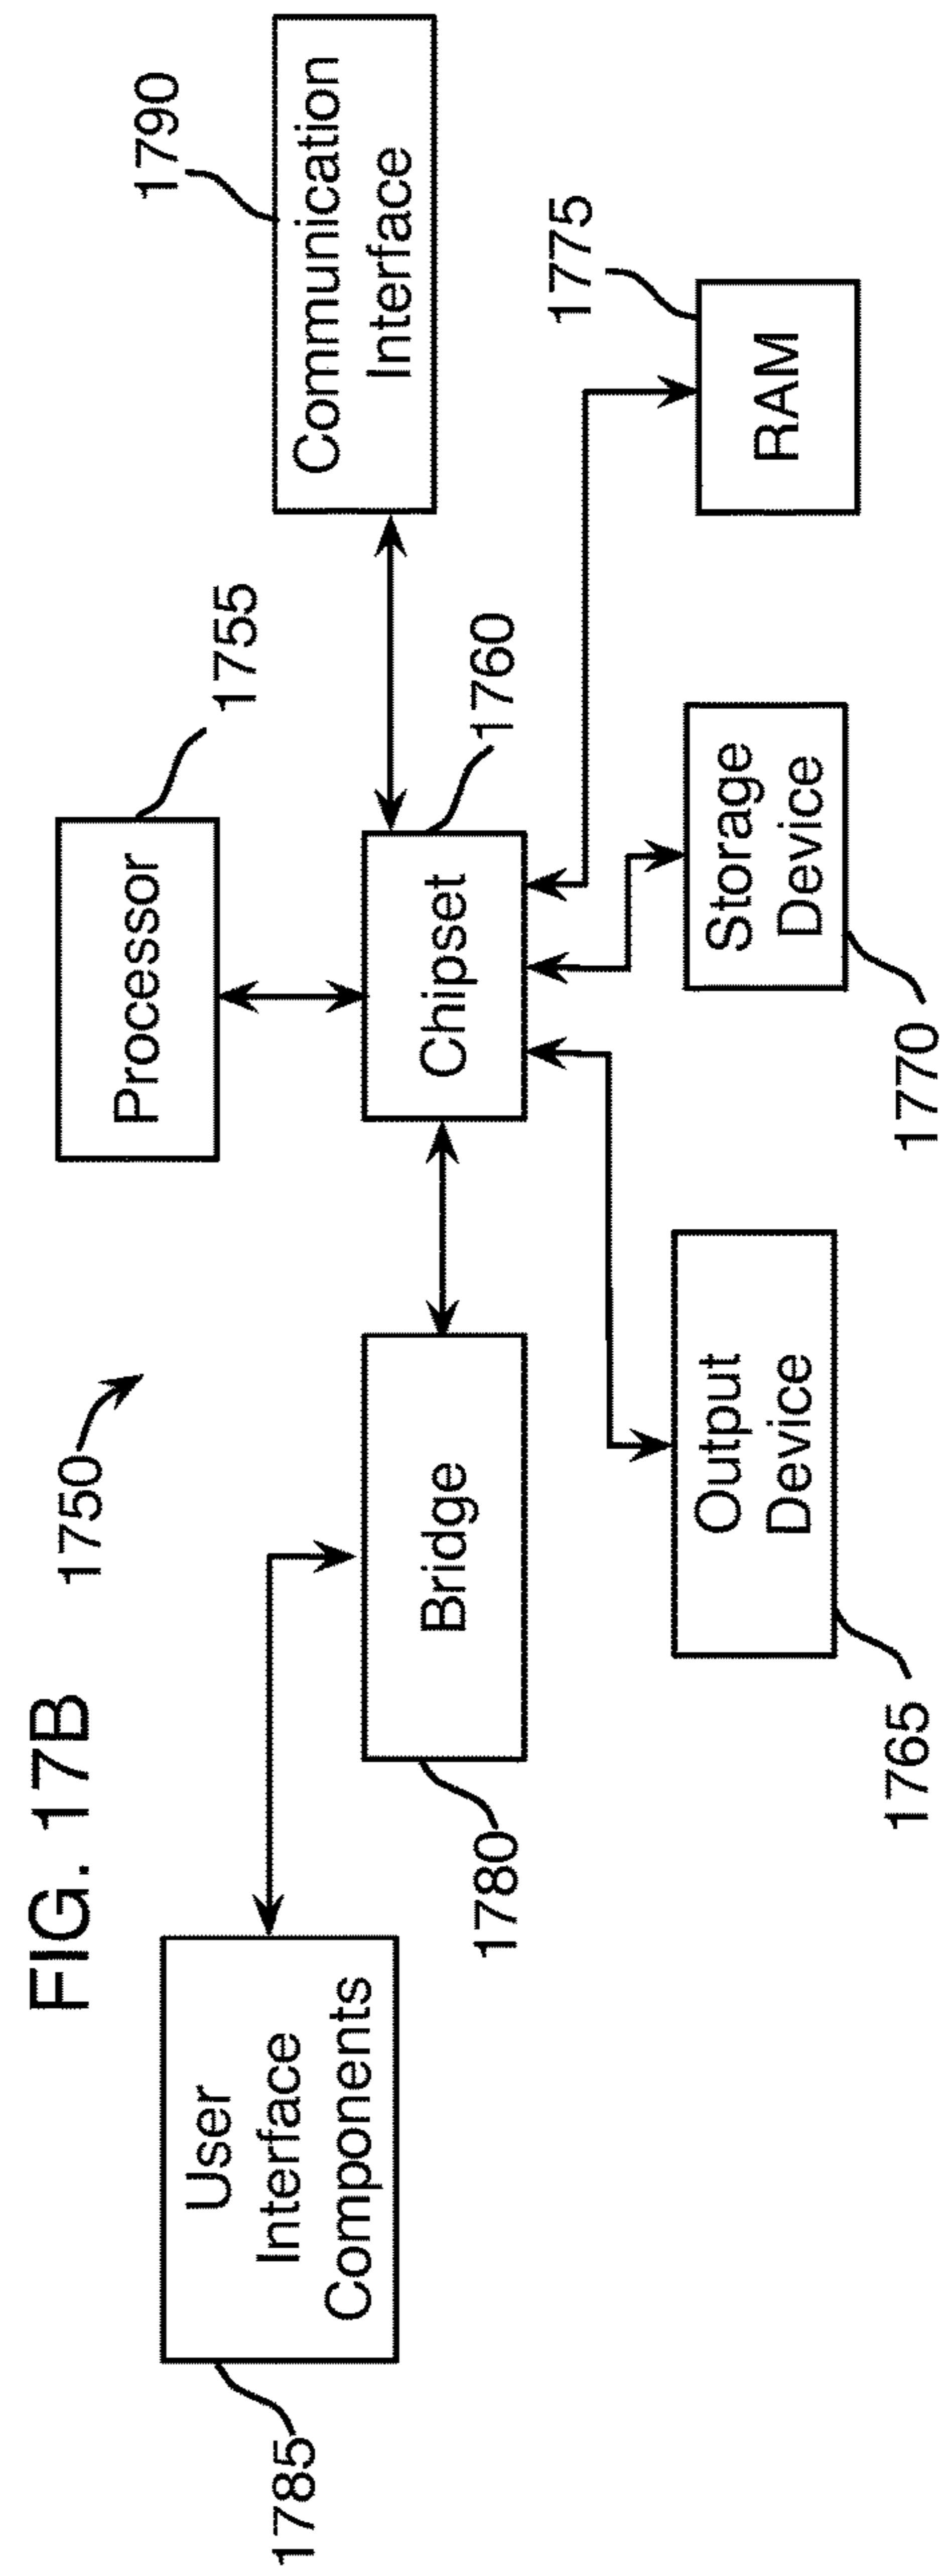 FIG. 17B
1750
1785
User
Interface
Components
1780
Bridge
Processor
1755
Chipset
1760
1790
Communication
Interface
1765
Output
Device
1770
Storage
Device
1775
RAM